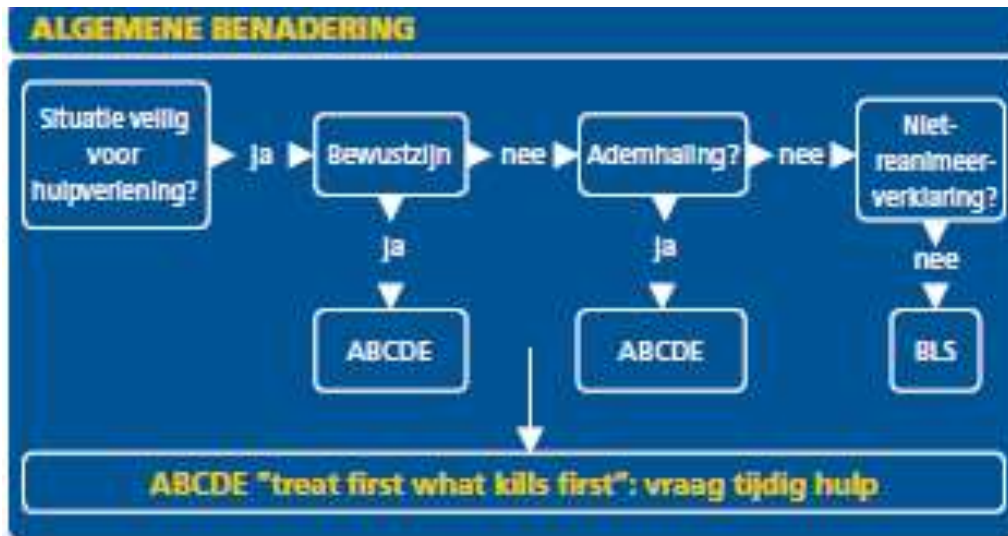 ALGEMENE BENADERING
Situatie veilig
voor
hulpverlening?
ja
Bewustzijn
nee
Ademhaling?
nee
Niet-
reanimeer-
verklaring?
ja
ja
nee
ABCDE
ABCDE
BLS
ABCDE "treat first what kills first": vraag tijdig hulp